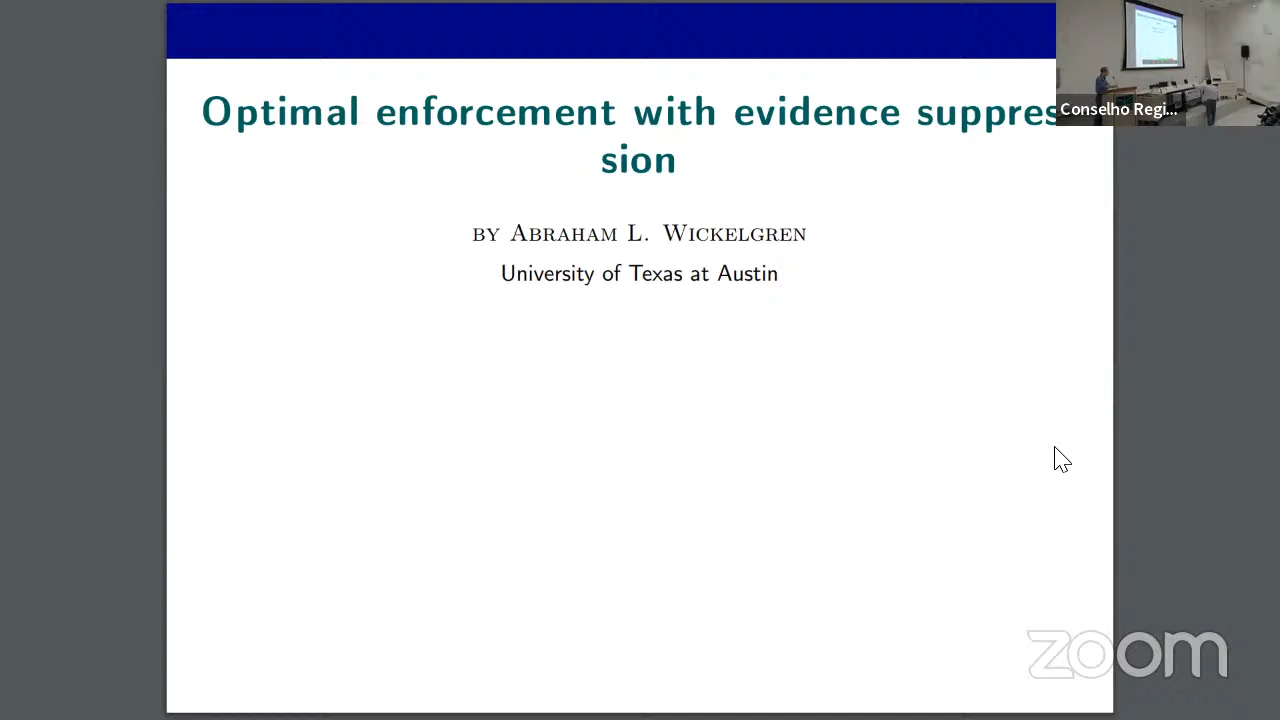 Optimal enforcement with evidence suppres
sion
BY ABRAHAM L. WICKELGREN
University of Texas at Austin
Conselho Regi...
zoom